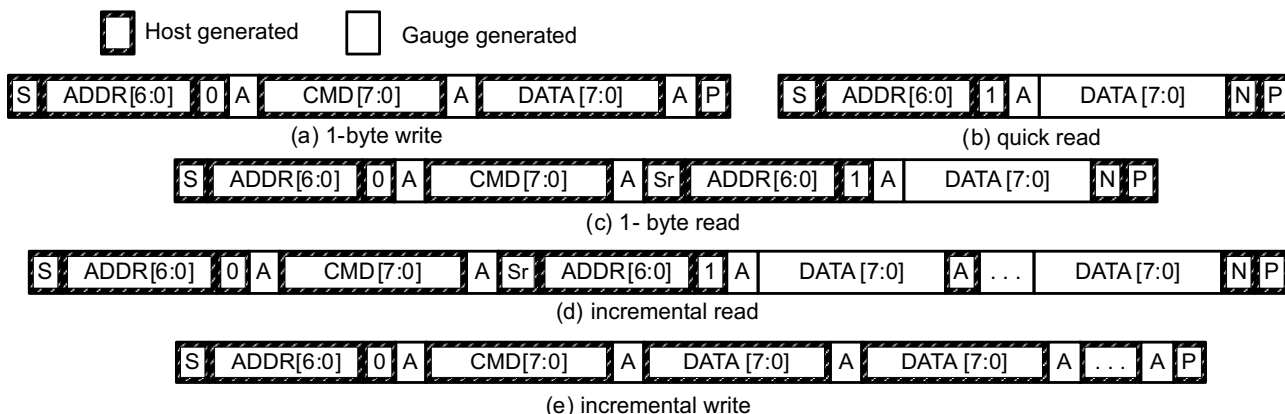 Host generated Gauge generated
S ADDR[6:0] 0 A CMD[7:0] A DATA [7:0] A P S ADDR[6:0] 1 A DATA [7:0] N P
(a) 1-byte write (b) quick read
S ADDR[6:0] 0 A CMD[7:0] A Sr ADDR[6:0] 1 A DATA [7:0] N P
(c) 1- byte read
S ADDR[6:0] 0 A CMD[7:0] A Sr ADDR[6:0] 1 A DATA [7:0] A . . . DATA [7:0] N P
(d) incremental read
S ADDR[6:0] 0 A CMD[7:0] A DATA [7:0] A DATA [7:0] A . . . A P
(e) incremental write